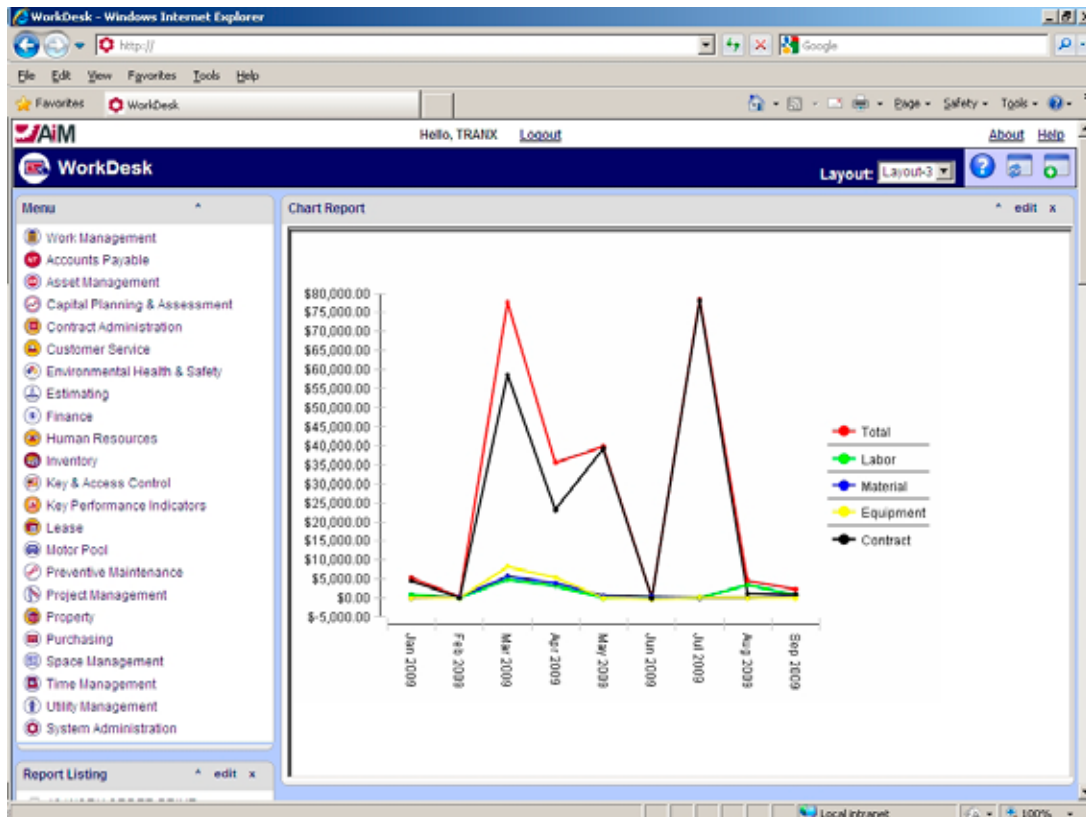 WorkDesk - Windows Internet Explorer
http://
Google
File Edit View Favorites Tools Help
Favorites WorkDesk
Page Safety Tools
AiM Hello, TRANX Logout About Help
WorkDesk Layout: Layout-3
Menu ^
Work Management
Accounts Payable
Asset Management
Capital Planning & Assessment
Contract Administration
Customer Service
Environmental Health & Safety
Estimating
Finance
Human Resources
Inventory
Key & Access Control
Key Performance Indicators
Lease
Motor Pool
Preventive Maintenance
Project Management
Property
Purchasing
Space Management
Time Management
Utility Management
System Administration
Report Listing ^ edit x
Chart Report ^ edit x
$80,000.00
$75,000.00
$70,000.00
$65,000.00
$60,000.00
$55,000.00
$50,000.00
$45,000.00
$40,000.00
$35,000.00
$30,000.00
$25,000.00
$20,000.00
$15,000.00
$10,000.00
$5,000.00
$0.00
$-5,000.00
Jan 2009
Feb 2009
Mar 2009
Apr 2009
May 2009
Jun 2009
Jul 2009
Aug 2009
Sep 2009
Total
Labor
Material
Equipment
Contract
Local intranet 100%